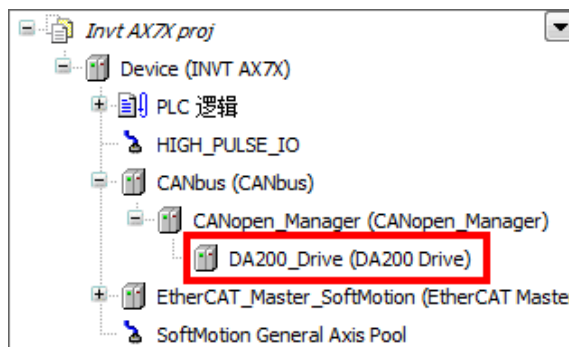 Invt AX7X proj
Device (INVT AX7X)
PLC 逻辑
HIGH_PULSE_IO
CANbus (CANbus)
CANopen_Manager (CANopen_Manager)
DA200_Drive (DA200 Drive)
EtherCAT_Master_SoftMotion (EtherCAT Maste
SoftMotion General Axis Pool